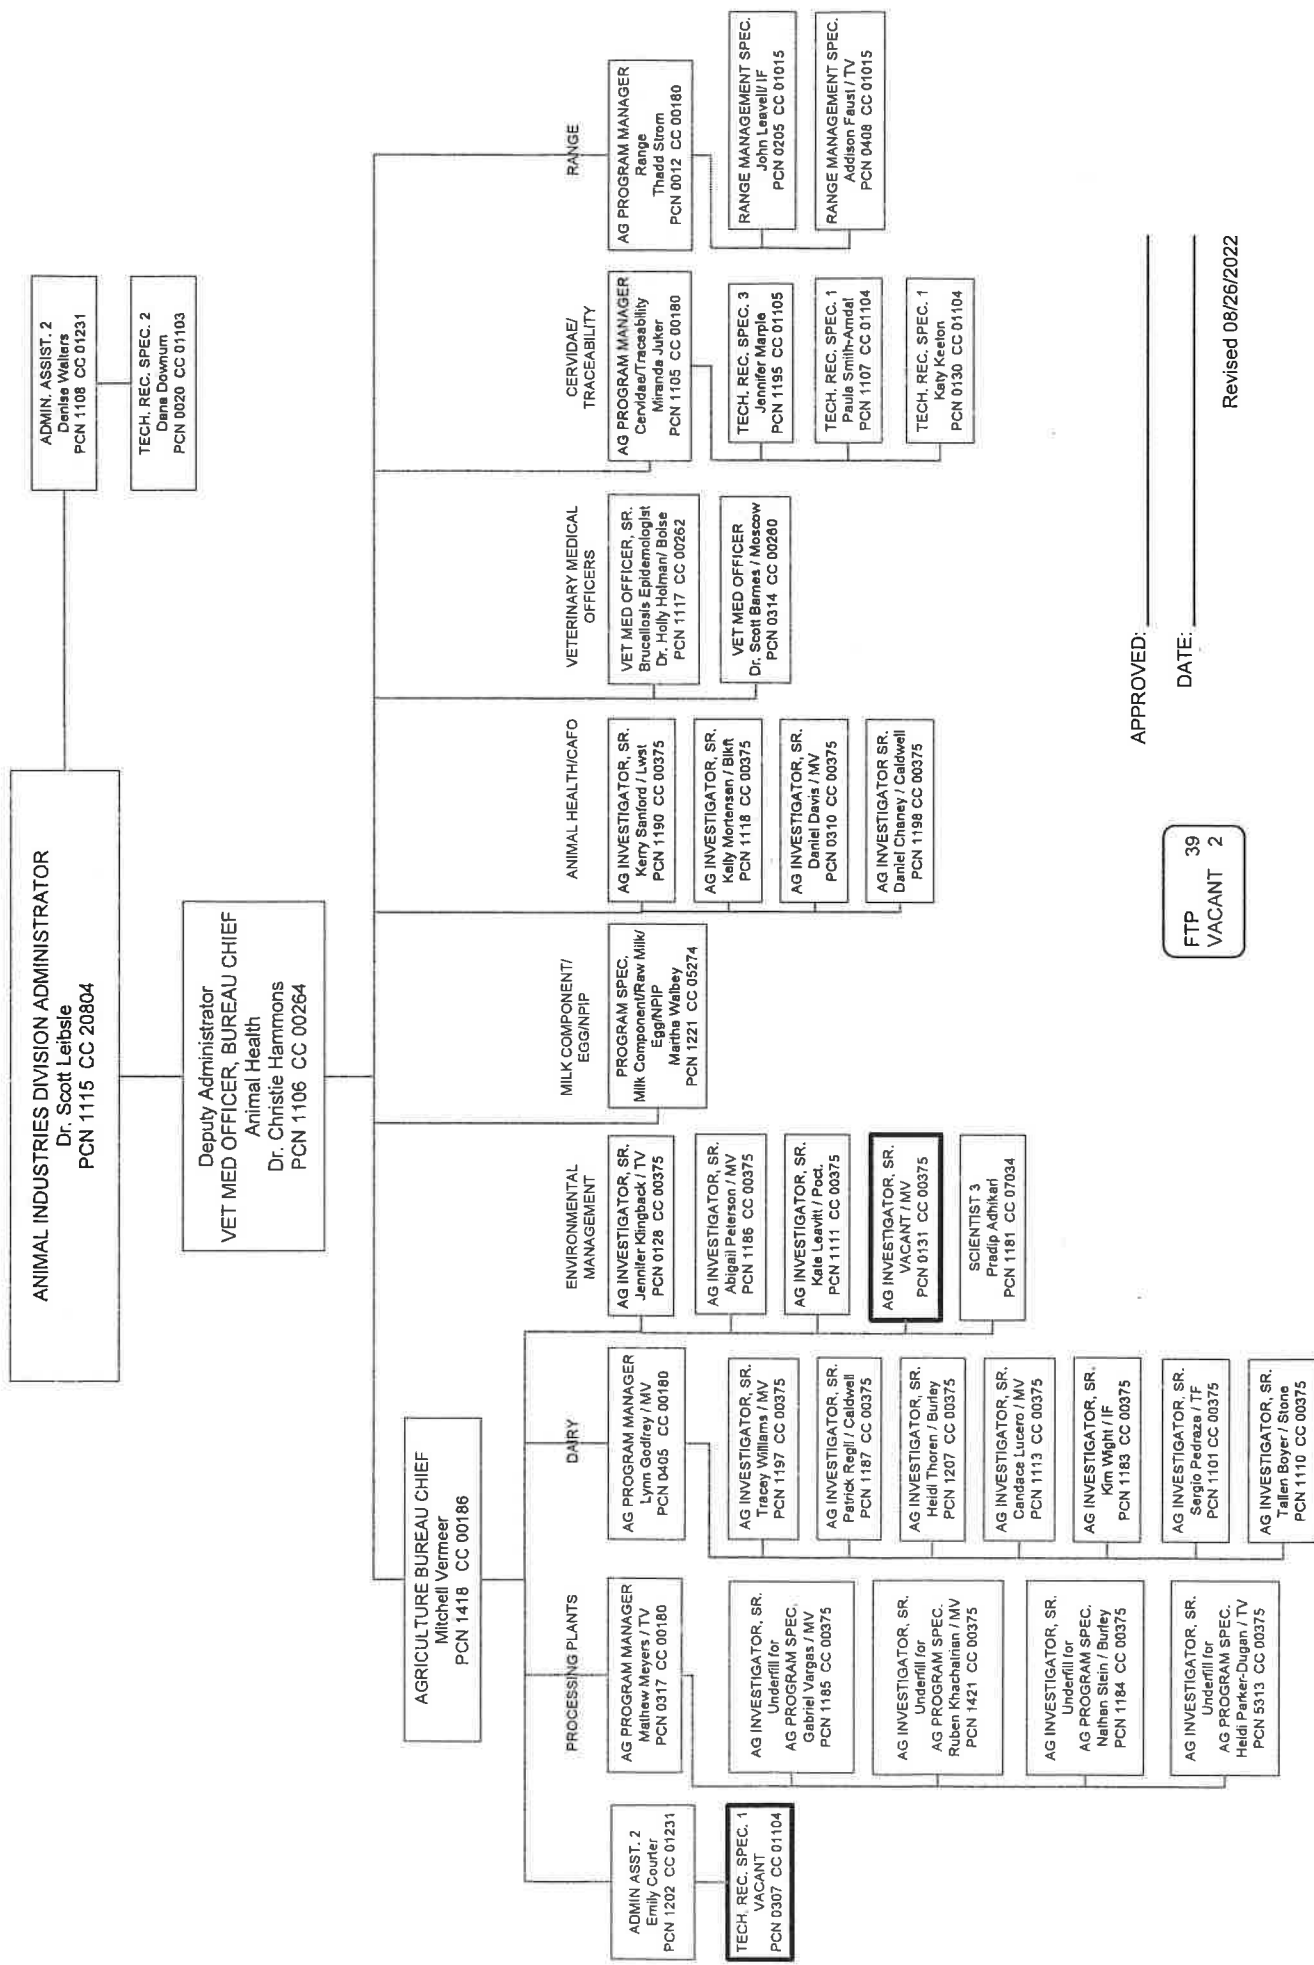 ANIMAL INDUSTRIES DIVISION ADMINISTRATOR
Dr. Scott Leibsle
PCN 1115 CC 20804
ADMIN. ASSIST. 2
Denise Walters
PCN 1108 CC 01231
TECH. REC. SPEC. 2
Dana Downum
PCN 0020 CC 01103
Deputy Administrator
VET MED OFFICER, BUREAU CHIEF
Animal Health
Dr. Christie Hammons
PCN 1106 CC 00264
AGRICULTURE BUREAU CHIEF
Mitchell Vermeer
PCN 1418 CC 00186
ADMIN ASST. 2
Emily Courter
PCN 1202 CC 01231
TECH. REC. SPEC. 1
VACANT
PCN 0307 CC 01104
PROCESSING PLANTS
AG PROGRAM MANAGER
Mathew Meyers / TV
PCN 0317 CC 00180
AG INVESTIGATOR, SR.
Underfill for
AG PROGRAM SPEC.
Gabriel Vargas / MV
PCN 1185 CC 00375
AG INVESTIGATOR, SR.
Underfill for
AG PROGRAM SPEC.
Ruben Khachatrian / MV
PCN 1421 CC 00375
AG INVESTIGATOR, SR.
Underfill for
AG PROGRAM SPEC.
Nathan Stein / Burley
PCN 1184 CC 00375
AG INVESTIGATOR, SR.
Underfill for
AG PROGRAM SPEC.
Heidi Parker-Dugan / TV
PCN 5313 CC 00375
DAIRY
AG PROGRAM MANAGER
Lynn Godfrey / MV
PCN 0405 CC 00180
AG INVESTIGATOR, SR.
Tracey Williams / MV
PCN 1197 CC 00375
AG INVESTIGATOR, SR.
Patrick Regli / Caldwell
PCN 1187 CC 00375
AG INVESTIGATOR, SR.
Heidi Thoren / Burley
PCN 1207 CC 00375
AG INVESTIGATOR, SR.
Candace Lucero / MV
PCN 1113 CC 00375
AG INVESTIGATOR, SR.
Kim Wight / IF
PCN 1183 CC 00375
AG INVESTIGATOR, SR.
Sergio Pedraza / TF
PCN 1101 CC 00375
AG INVESTIGATOR, SR.
Tallen Boyer / Stone
PCN 1110 CC 00375
ENVIRONMENTAL
MANAGEMENT
AG INVESTIGATOR, SR.
Jennifer Klingback / TV
PCN 0128 CC 00375
AG INVESTIGATOR, SR.
Abigail Peterson / MV
PCN 1186 CC 00375
AG INVESTIGATOR, SR.
Kate Leavitt / Poct.
PCN 1111 CC 00375
AG INVESTIGATOR, SR.
VACANT / MV
PCN 0131 CC 00375
SCIENTIST 3
Pradip Adhikari
PCN 1181 CC 07034
MILK COMPONENT/
EGG/NPIP
PROGRAM SPEC.
Milk Component/Raw Milk/
Egg/NPIP
Martha Walbey
PCN 1221 CC 05274
ANIMAL HEALTH/CAFO
AG INVESTIGATOR, SR.
Kerry Sanford / Lwst
PCN 1190 CC 00375
AG INVESTIGATOR, SR.
Kelly Mortensen / Blkft
PCN 1118 CC 00375
AG INVESTIGATOR, SR.
Daniel Davis / MV
PCN 0310 CC 00375
AG INVESTIGATOR SR.
Daniel Chaney / Caldwell
PCN 1198 CC 00375
VETERINARY MEDICAL
OFFICERS
VET MED OFFICER, SR.
Brucellosis Epidemologist
Dr. Holly Holman/ Boise
PCN 1117 CC 00262
VET MED OFFICER
Dr. Scott Barnes / Moscow
PCN 0314 CC 00260
CERVIDAE/
TRACEABILITY
AG PROGRAM MANAGER
Cervidae/Traceability
Miranda Juker
PCN 1105 CC 00180
TECH. REC. SPEC. 3
Jennifer Marple
PCN 1195 CC 01105
TECH. REC. SPEC. 1
Paula Smith-Arndat
PCN 1107 CC 01104
TECH. REC. SPEC. 1
Katy Keeton
PCN 0130 CC 01104
RANGE
AG PROGRAM MANAGER
Range
Thadd Strom
PCN 0012 CC 00180
RANGE MANAGEMENT SPEC.
John Leavell/ IF
PCN 0205 CC 01015
RANGE MANAGEMENT SPEC.
Addison Faust / TV
PCN 0408 CC 01015
FTP 39
VACANT 2
APPROVED:
DATE:
Revised 08/26/2022